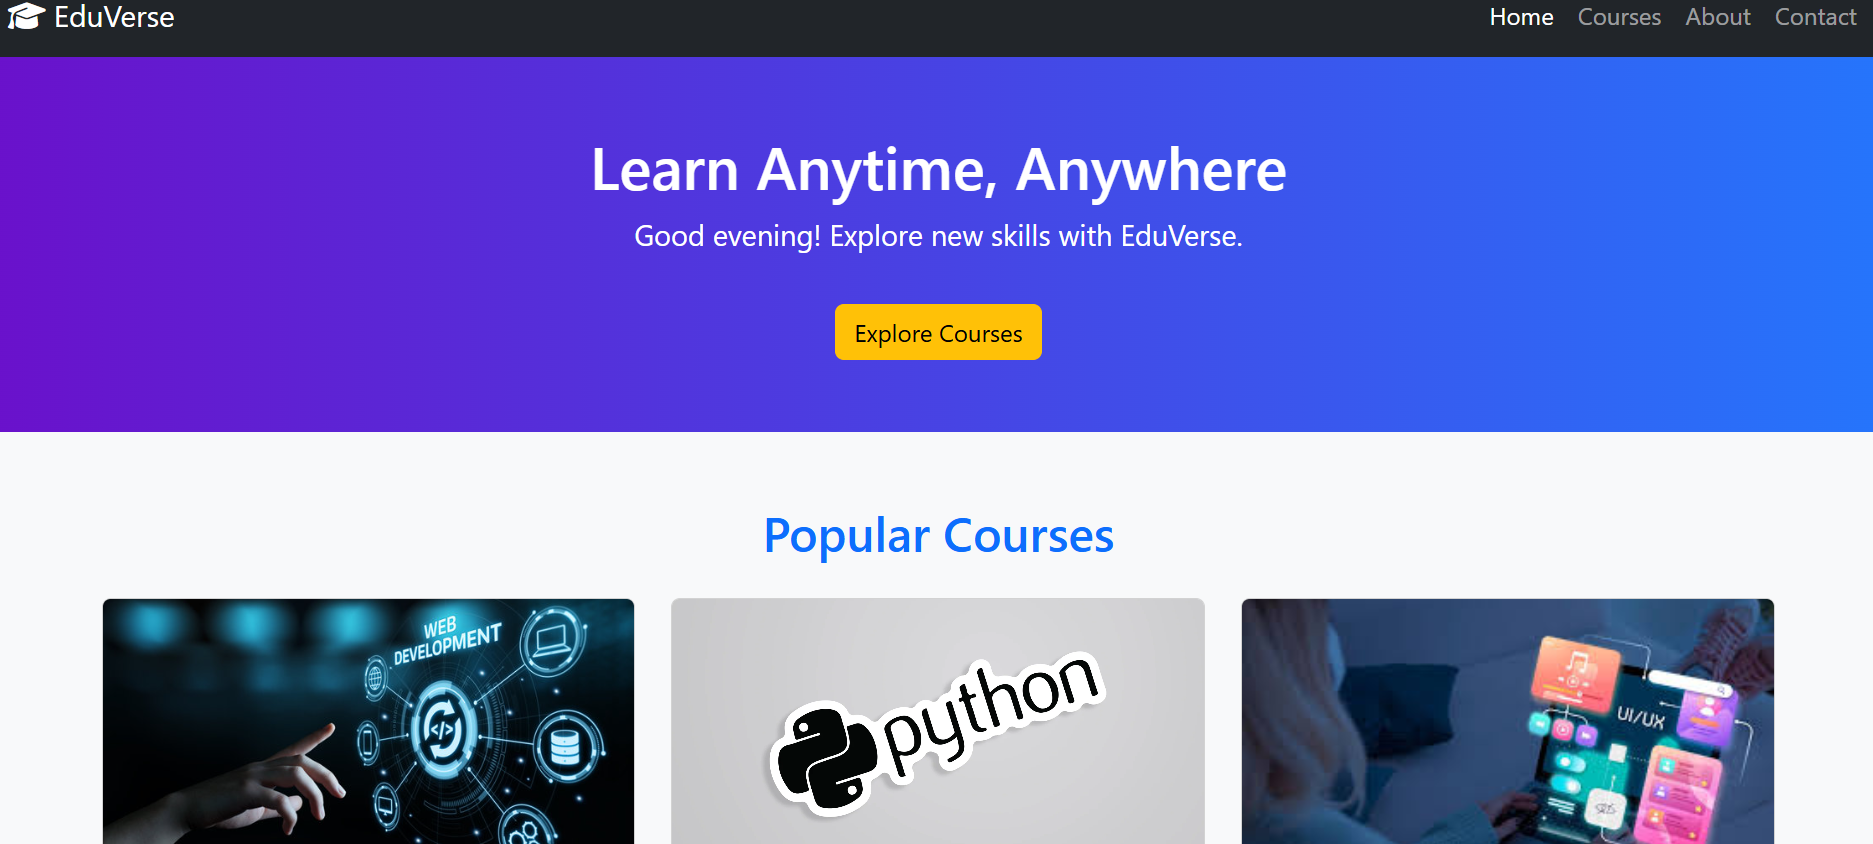 EduVerse
Home Courses About Contact
Learn Anytime, Anywhere
Good evening! Explore new skills with EduVerse.
Explore Courses
Popular Courses
WEB
DEVELOPMENT
</>
python
UI/UX